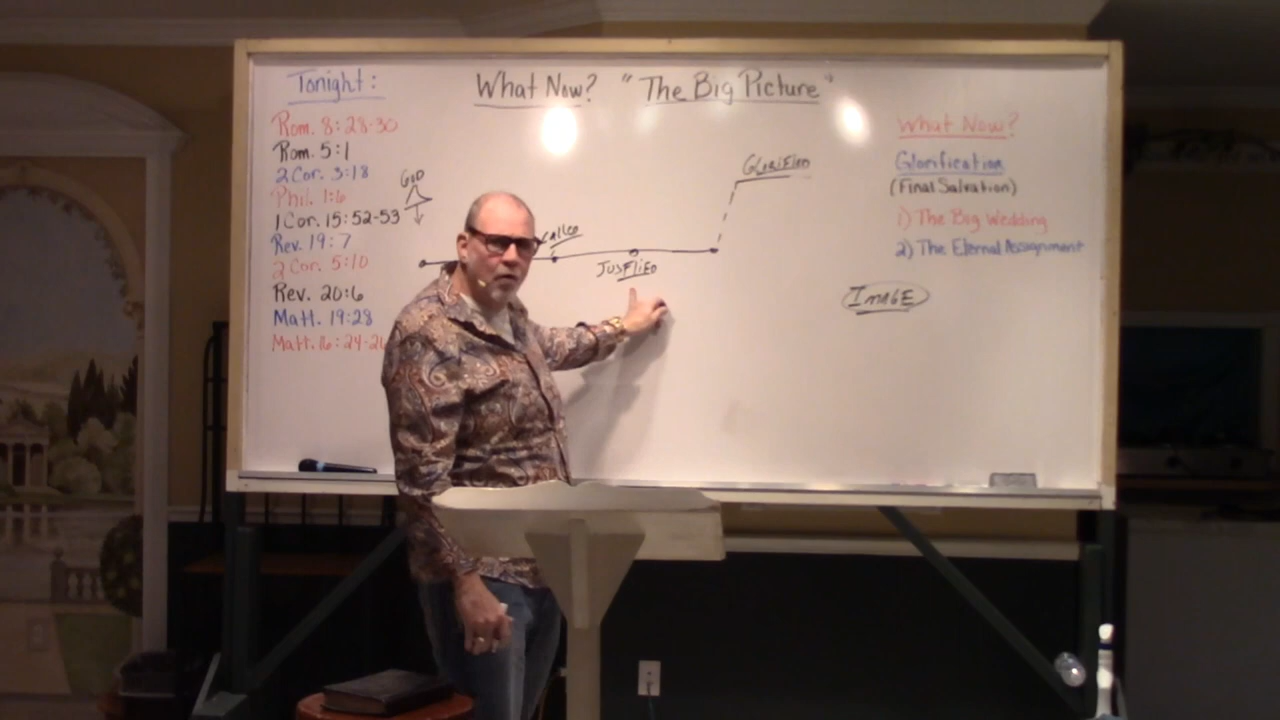 Tonight:
Rom. 8:28-30
Rom. 5:1
2 Cor. 3:18
Phil. 1:6
1 Cor. 15:52-53
Rev. 19:7
2 Cor. 5:10
Rev. 20:6
Matt. 19:28
Matt. 16:24-26
What Now? "The Big Picture"
GOD
Called
JusFliED
GloriFied
What Now?
Glorification
(Final Salvation)
1) The Big Wedding
2) The Eternal Assignment
ImagE